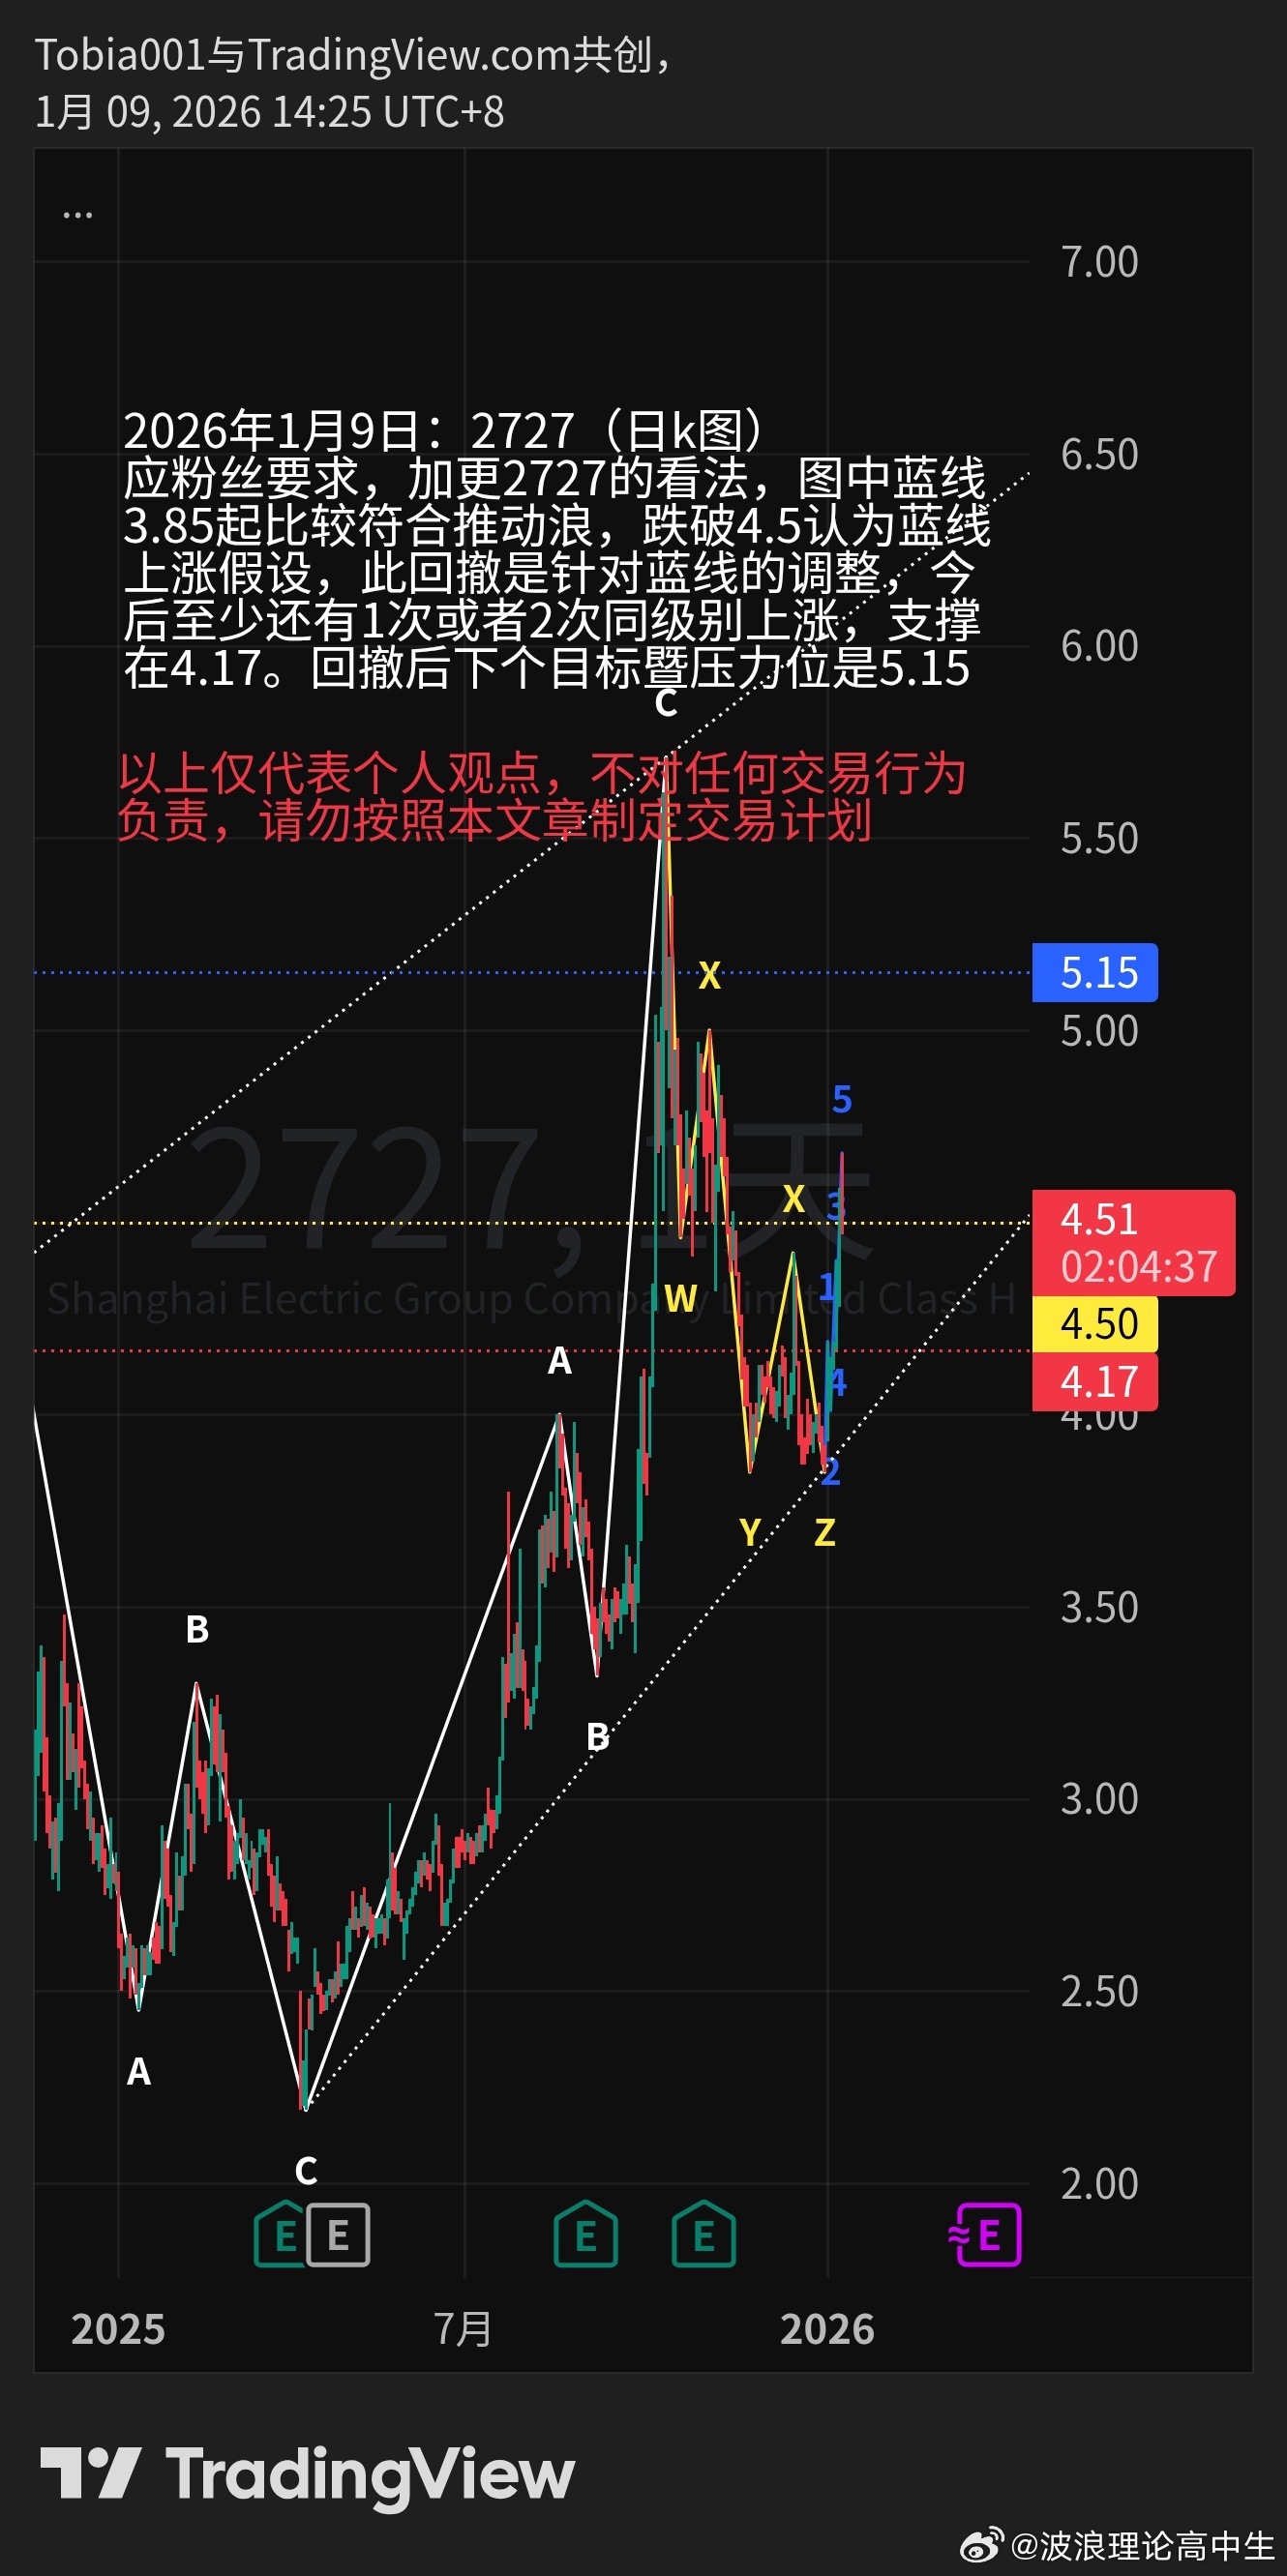 Tobia001与TradingView.com共创，
1月 09, 2026 14:25 UTC+8
...
7.00
2026年1月9日：2727（日k图）
应粉丝要求，加更2727的看法，图中蓝线
3.85起比较符合推动浪，跌破4.5认为蓝线
上涨假设，此回撤是针对蓝线的调整，今
后至少还有1次或者2次同级别上涨，支撑
在4.17。回撤后下个目标暨压力位是5.15
6.50
6.00
C
以上仅代表个人观点，不对任何交易行为
负责，请勿按照本文章制定交易计划
5.50
X
5.15
5.00
5
2727, 1天
X
3
4.51
02:04:37
Shanghai Electric Group Company Limited Class H
W
1
4.50
A
4
4.17
4.00
2
Y
Z
3.50
B
B
3.00
2.50
A
C
2.00
E
E
E
E
≈E
2025
7月
2026
TradingView
@波浪理论高中生